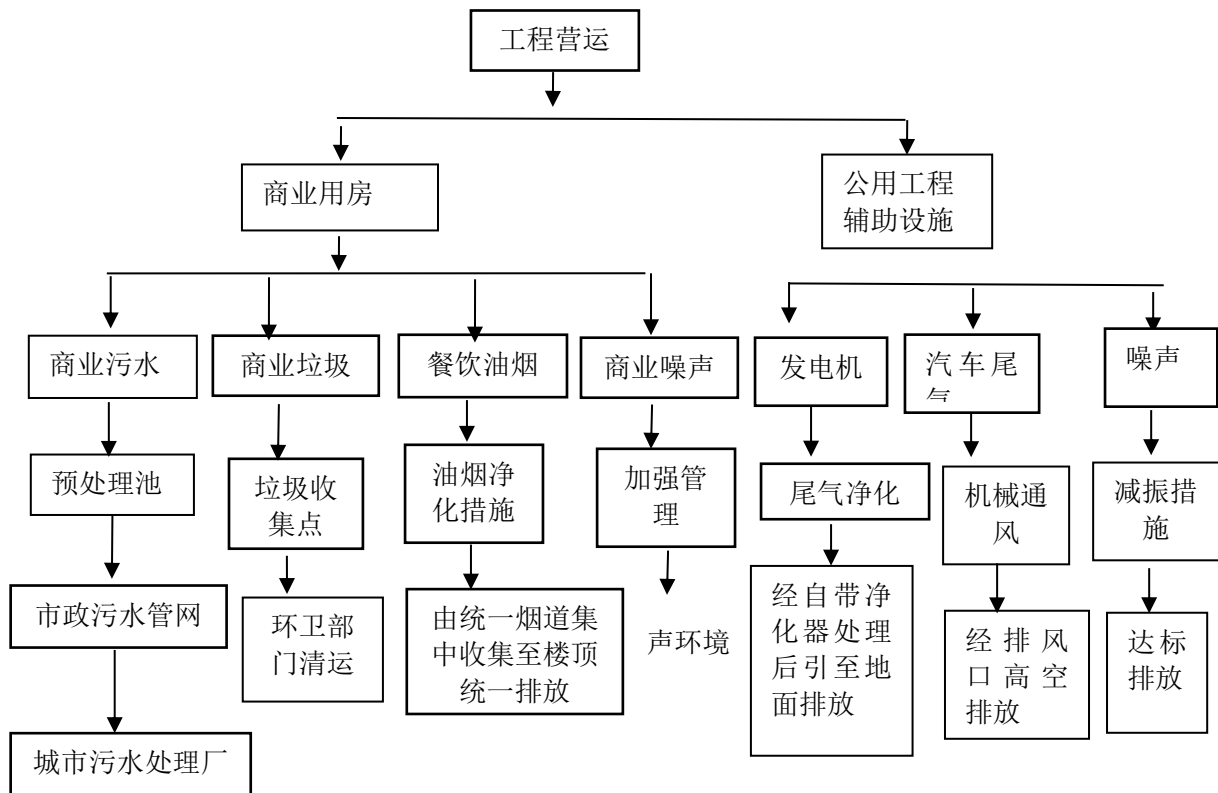 工程营运
商业用房
公用工程
辅助设施
商业污水
商业垃圾
餐饮油烟
商业噪声
发电机
汽车尾
气
噪声
预处理池
垃圾收
集点
油烟净
化措施
加强管
理
尾气净化
机械通
风
减振措
施
市政污水管网
环卫部
门清运
由统一烟道集
中收集至楼顶
统一排放
声环境
经自带净
化器处理
后引至地
面排放
经排风
口高空
排放
达标
排放
城市污水处理厂